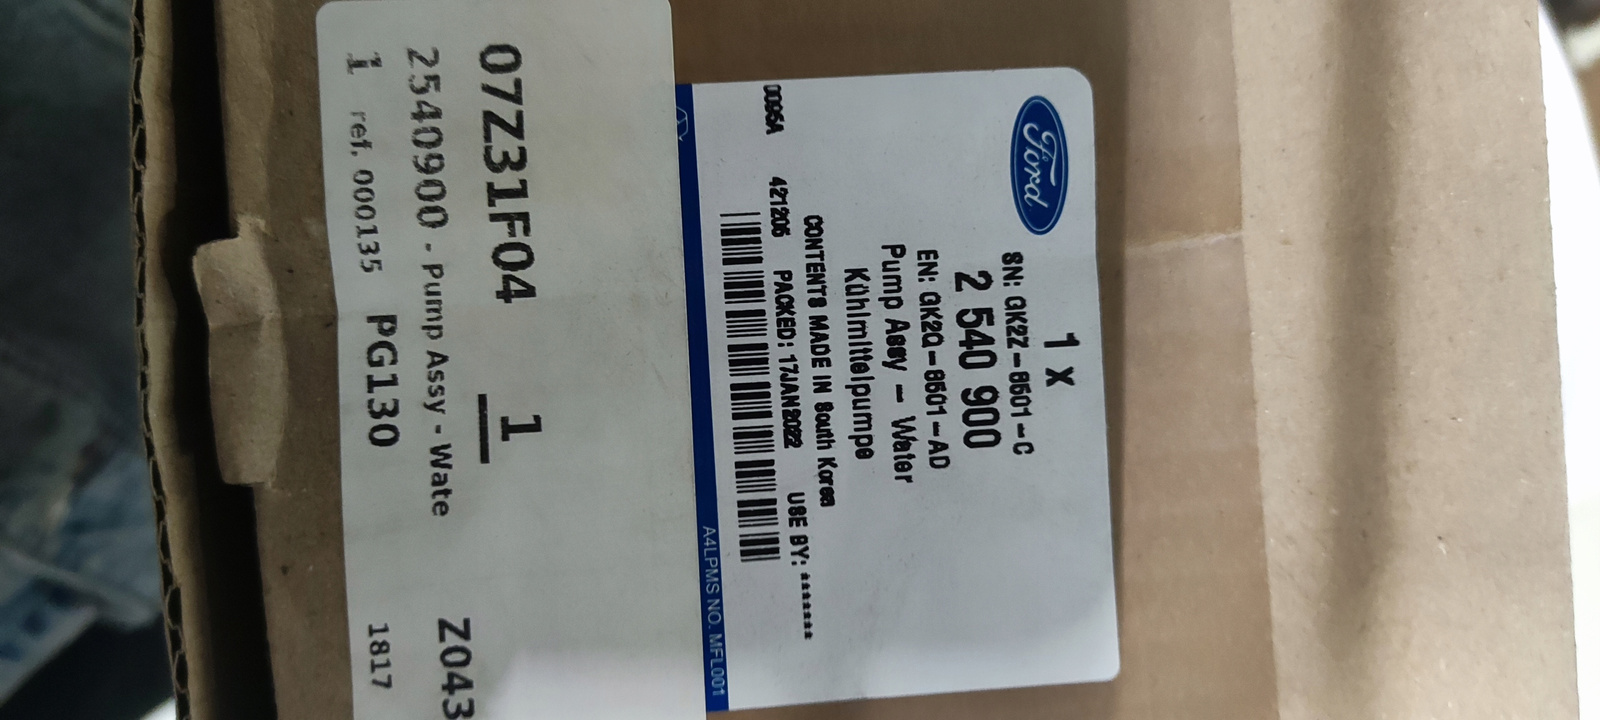 Ford
1 X
SN: GK2Z-8501-C
2 540 900
EN: GK2Q-8501-AD
Pump Assy - Water
Kühlmittelpumpe
CONTENTS MADE IN South Korea
0096A 421206 PACKED: 17JAN2022 USE BY: *******
A4LPMS NO. MFL001
07Z31F04 1
2540900 - Pump Assy - Wate Z043
1 ref. 000135 PG130 1817